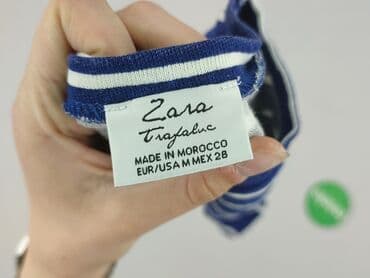 Zara
Trafaluc
MADE IN MOROCCO
EUR/USA M MEX 28